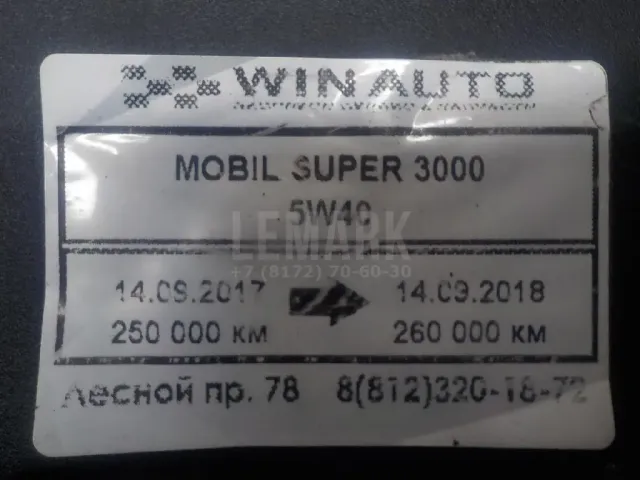 WINAUTO
MOBIL SUPER 3000
5W40
LEMARK
+7 (8172) 70-60-30
14.09.2017 14.09.2018
250 000 км 260 000 км
Лесной пр. 78 8(812)320-18-72